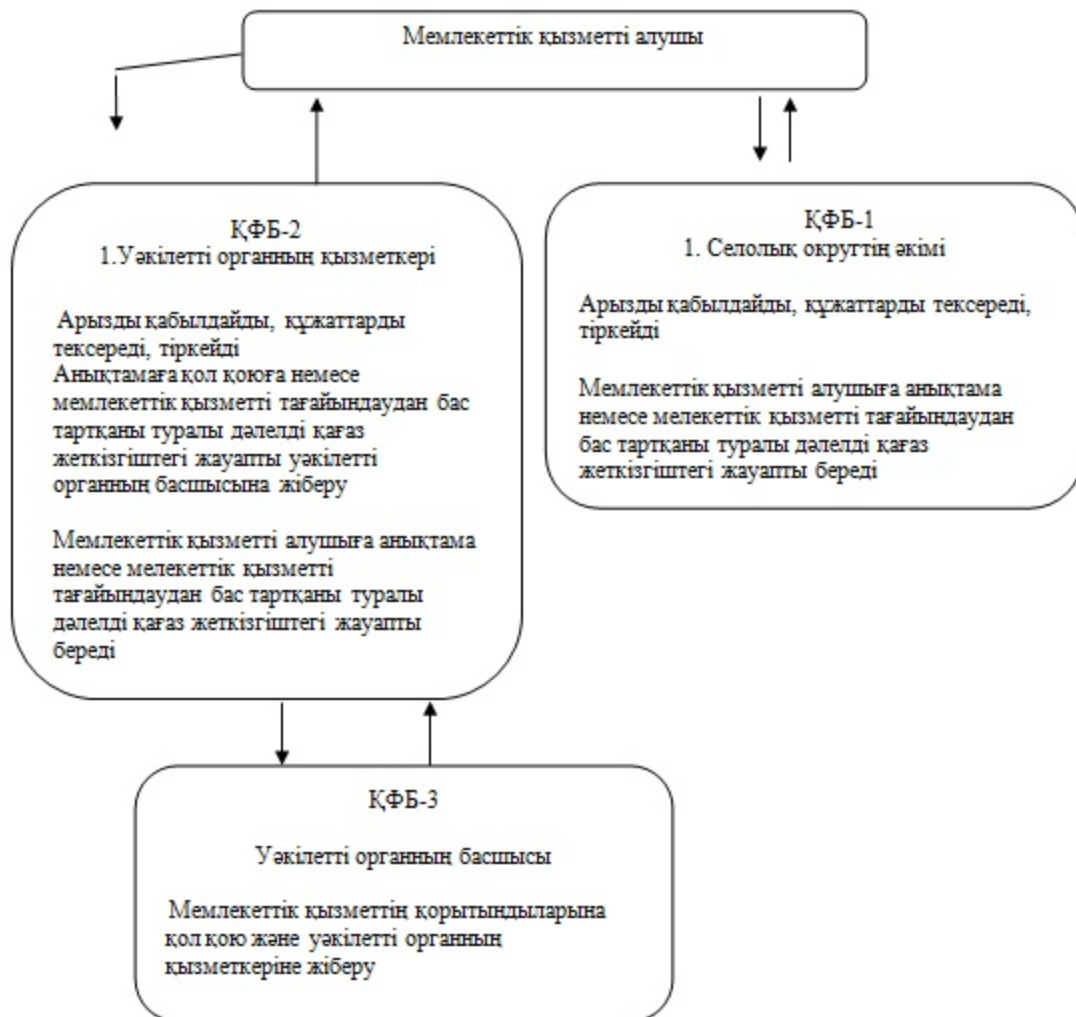 Мемлекеттік қызметті алушы
ҚФБ-2
1.Уәкілетті органның қызметкері
Арызды қабылдайды, құжаттарды
тексереді, тіркейді
Анықтамаға қол қоюға немесе
мемлекеттік қызметті тағайындаудан бас
тартқаны туралы дәлелді қағаз
жеткізгіштегі жауапты уәкілетті
органның басшысына жіберу
Мемлекеттік қызметті алушыға анықтама
немесе мелекеттік қызметті
тағайындаудан бас тартқаны туралы
дәлелді қағаз жеткізгіштегі жауапты
береді
ҚФБ-1
1. Селолық округтің әкімі
Арызды қабылдайды, құжаттарды тексереді,
тіркейді
Мемлекеттік қызметті алушыға анықтама
немесе мелекеттік қызметті тағайындаудан
бас тартқаны туралы дәлелді қағаз
жеткізгіштегі жауапты береді
ҚФБ-3
Уәкілетті органның басшысы
Мемлекеттік қызметтің қорытындыларына
қол қою және уәкілетті органның
қызметкеріне жіберу